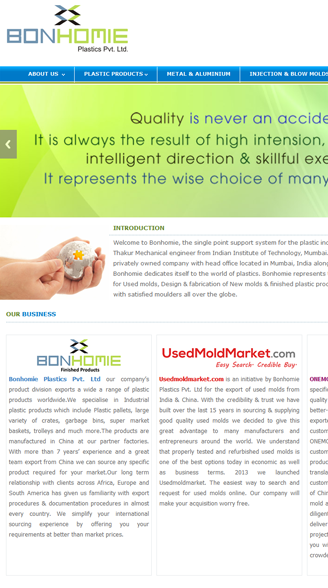 BONHOMIE
Plastics Pvt. Ltd.
ABOUT US
PLASTIC PRODUCTS
METAL & ALUMINIUM
INJECTION & BLOW MOLDS
Quality is never an accide
It is always the result of high intension,
intelligent direction & skillful exe
It represents the wise choice of many
INTRODUCTION
Welcome to Bonhomie, the single point support system for the plastic ind
Thakur Mechanical engineer from Indian Institute of Technology, Mumbai.
privately owned company with head office located in Mumbai, India along
Bonhomie dedicates itself to the world of plastics. Bonhomie represents
for Used molds, Design & fabrication of New molds & finished plastic prod
with satisfied moulders all over the globe.
OUR BUSINESS
BONHOMIE
Finished Products
Bonhomie Plastics Pvt. Ltd our company's
product division exports a wide range of plastic
products worldwide.We specialise in Industrial
plastic products which include Plastic pallets, large
variety of crates, garbage bins, super market
baskets, trolleys and much more.The products are
manufactured in China at our partner factories.
With more than 7 years' experience and a great
team export from China we can source any specific
product required for your market.Our long term
relationship with clients across Africa, Europe and
South America has given us familiarity with export
procedures & documentation procedures in almost
every country. We simplify your international
sourcing experience by offering you your
requirements at better than market prices.
UsedMoldMarket.com
Easy Search- Credible Buy-
Usedmoldmarket.com is an initiative by Bonhomie
Plastics Pvt. Ltd for the export of used molds from
India & China. With the credibility & trust we have
built over the last 15 years in sourcing & supplying
good quality used molds we decided to give this
great advantage to many manufacturers and
entrepreneurs around the world. We understand
that properly tested and refurbished used molds is
one of the best options today in economic as well
as business terms. 2013 we launched
Usedmoldmarket. The easiest way to search and
request for used molds online. Our company will
make your acquisition worry free.
ONEM
specifi
quality
better-
export
custom
ONEMO
custom
produc
transla
custom
of Chin
mold a
diligen
deliver
project
you wi
crowde